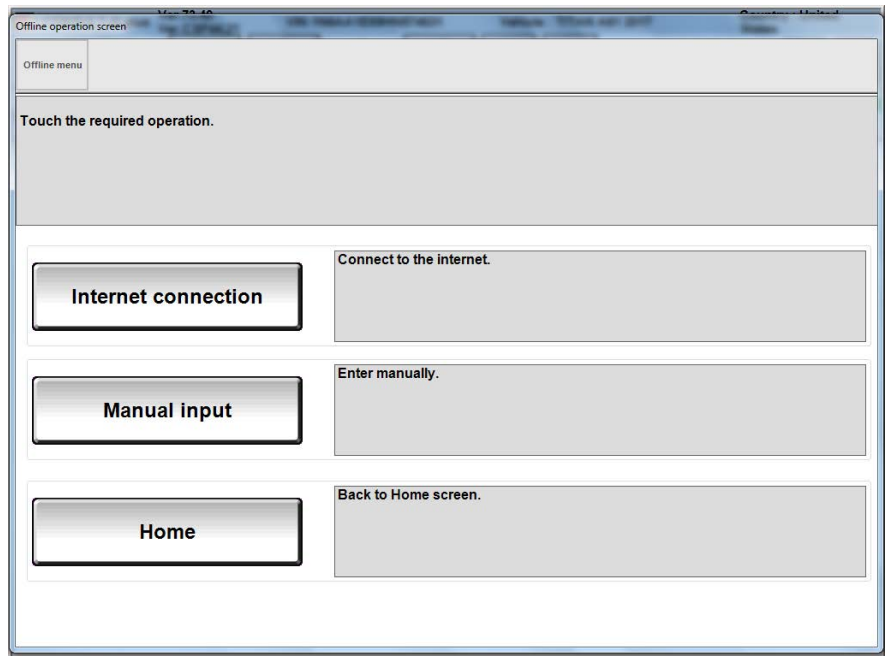 Offline operation screen
Offline menu
Touch the required operation.
Internet connection
Connect to the internet.
Manual input
Enter manually.
Home
Back to Home screen.